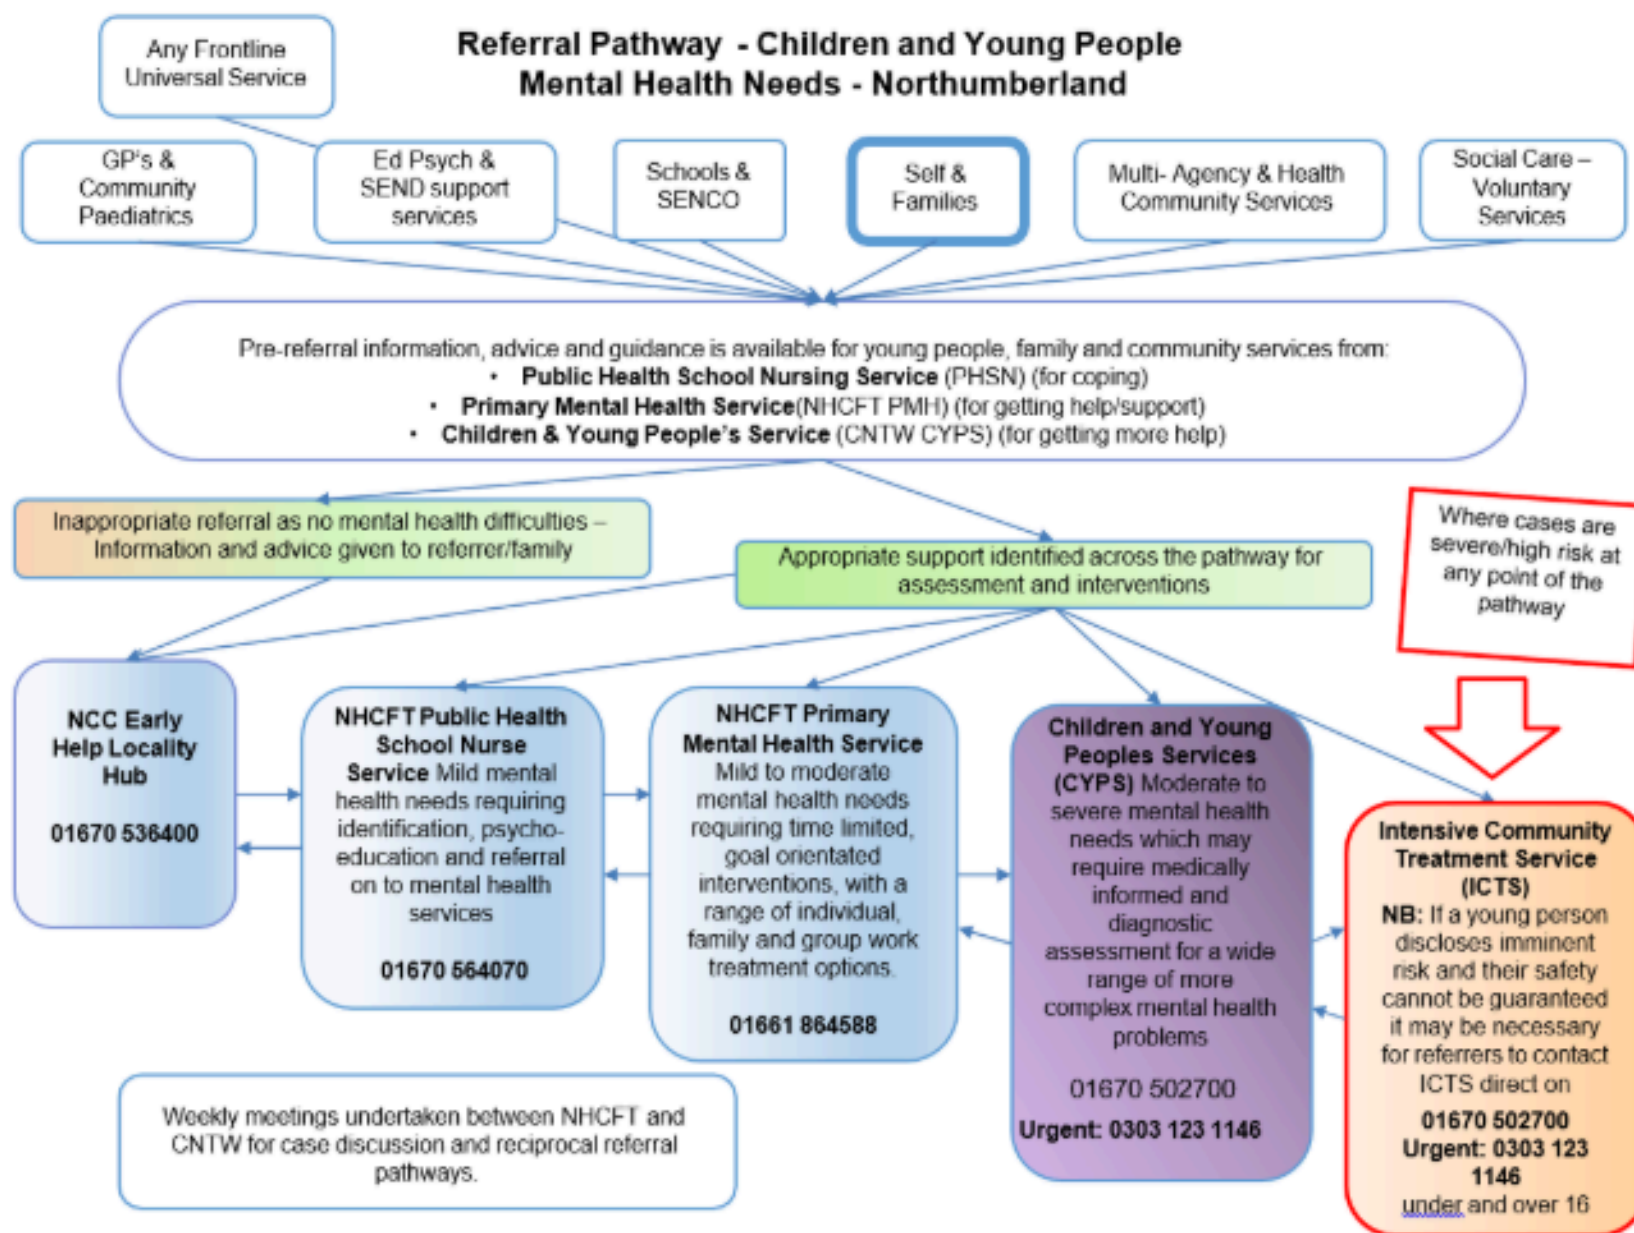 Referral Pathway - Children and Young People
Mental Health Needs - Northumberland
Any Frontline
Universal Service
GP's &
Community
Paediatrics
Ed Psych &
SEND support
services
Schools &
SENCO
Self &
Families
Multi- Agency & Health
Community Services
Social Care –
Voluntary
Services
Pre-referral information, advice and guidance is available for young people, family and community services from:
• Public Health School Nursing Service (PHSN) (for coping)
• Primary Mental Health Service(NHCFT PMH) (for getting help/support)
• Children & Young People's Service (CNTW CYPS) (for getting more help)
Inappropriate referral as no mental health difficulties –
Information and advice given to referrer/family
Appropriate support identified across the pathway for
assessment and interventions
Where cases are
severe/high risk at
any point of the
pathway
NCC Early
Help Locality
Hub
01670 536400
NHCFT Public Health
School Nurse
Service Mild mental
health needs requiring
identification, psycho-
education and referral
on to mental health
services
01670 564070
NHCFT Primary
Mental Health Service
Mild to moderate
mental health needs
requiring time limited,
goal orientated
interventions, with a
range of individual,
family and group work
treatment options.
01661 864588
Children and Young
Peoples Services
(CYPS) Moderate to
severe mental health
needs which may
require medically
informed and
diagnostic
assessment for a wide
range of more
complex mental health
problems
01670 502700
Urgent: 0303 123 1146
Intensive Community
Treatment Service
(ICTS)
NB: If a young person
discloses imminent
risk and their safety
cannot be guaranteed
it may be necessary
for referrers to contact
ICTS direct on
01670 502700
Urgent: 0303 123
1146
under and over 16
Weekly meetings undertaken between NHCFT and
CNTW for case discussion and reciprocal referral
pathways.